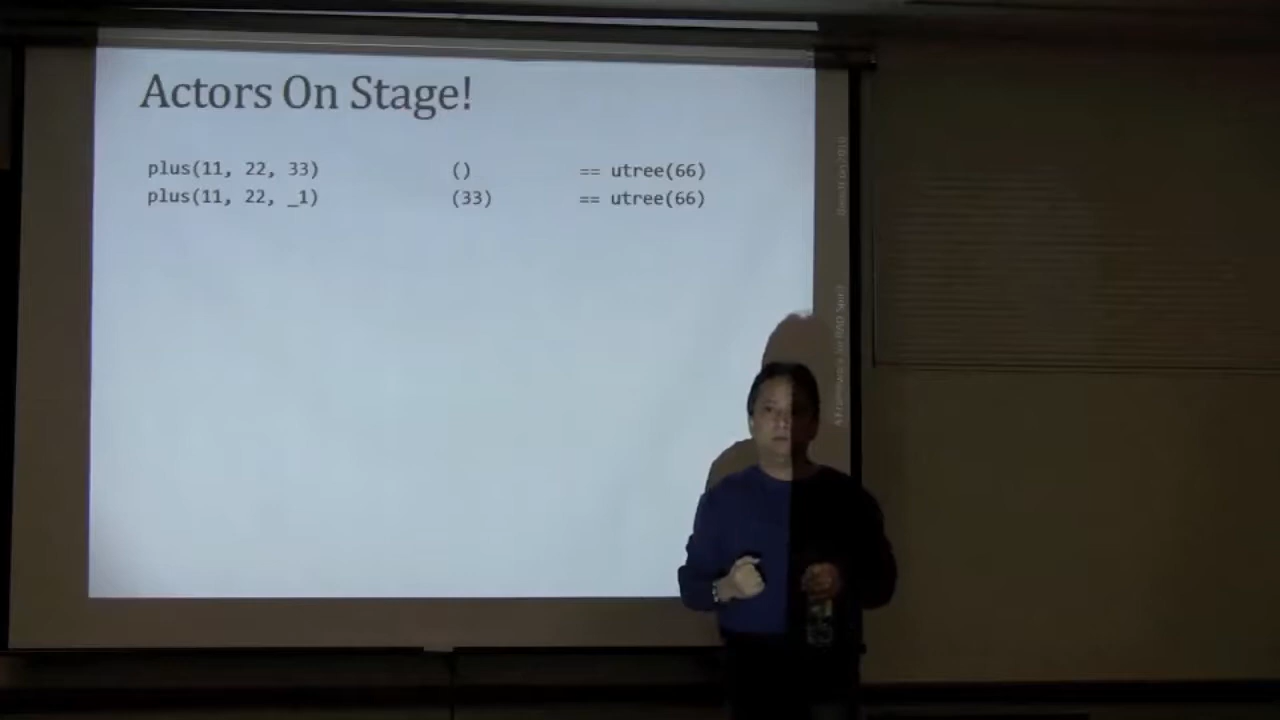 Actors On Stage!
plus(11, 22, 33) () == utree(66)
plus(11, 22, _1) (33) == utree(66)